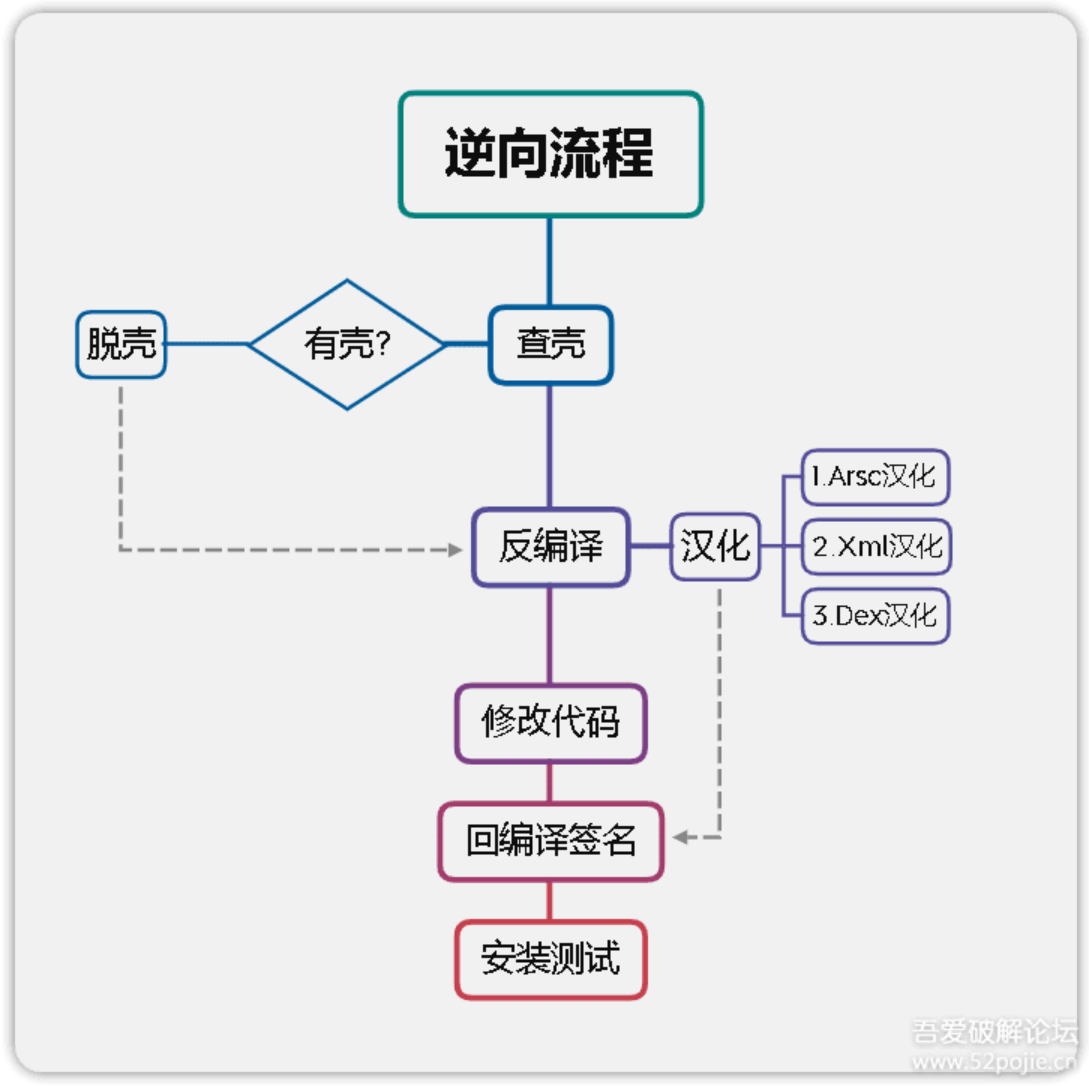 逆向流程
脱壳
有壳?
查壳
反编译
汉化
1.Arsc汉化
2.Xml汉化
3.Dex汉化
修改代码
回编译签名
安装测试
吾爱破解论坛
www.52pojie.cn